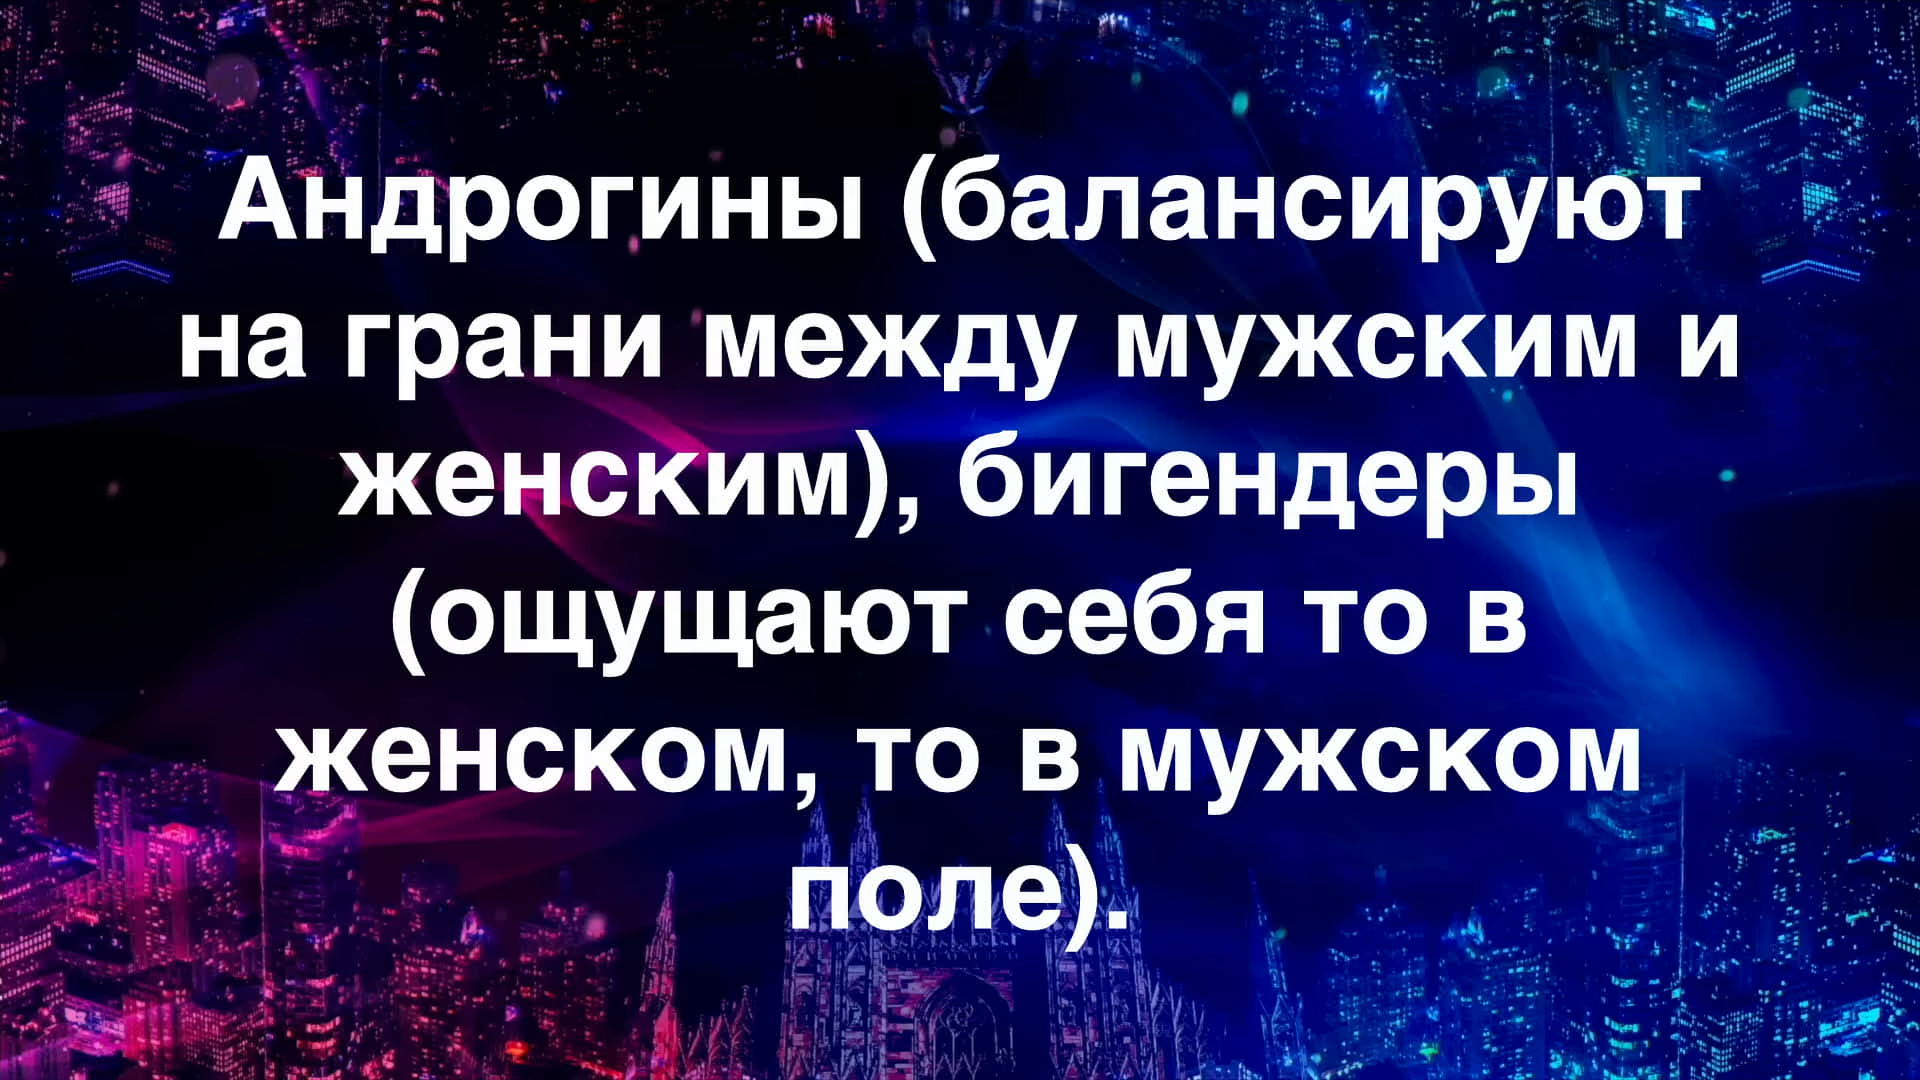 Андрогины (балансируют
на грани между мужским и
женским), бигендеры
(ощущают себя то в
женском, то в мужском
поле).